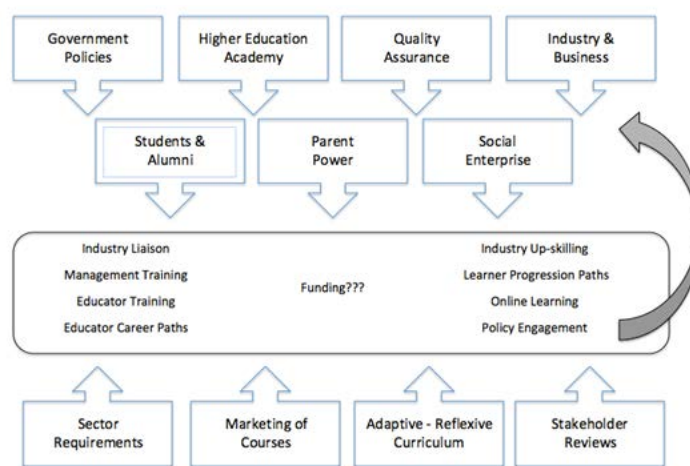 Government
Policies
Higher Education
Academy
Quality
Assurance
Industry &
Business
Students &
Alumni
Parent
Power
Social
Enterprise
Industry Liaison
Management Training
Educator Training
Educator Career Paths
Funding???
Industry Up-skilling
Learner Progression Paths
Online Learning
Policy Engagement
Sector
Requirements
Marketing of
Courses
Adaptive - Reflexive
Curriculum
Stakeholder
Reviews